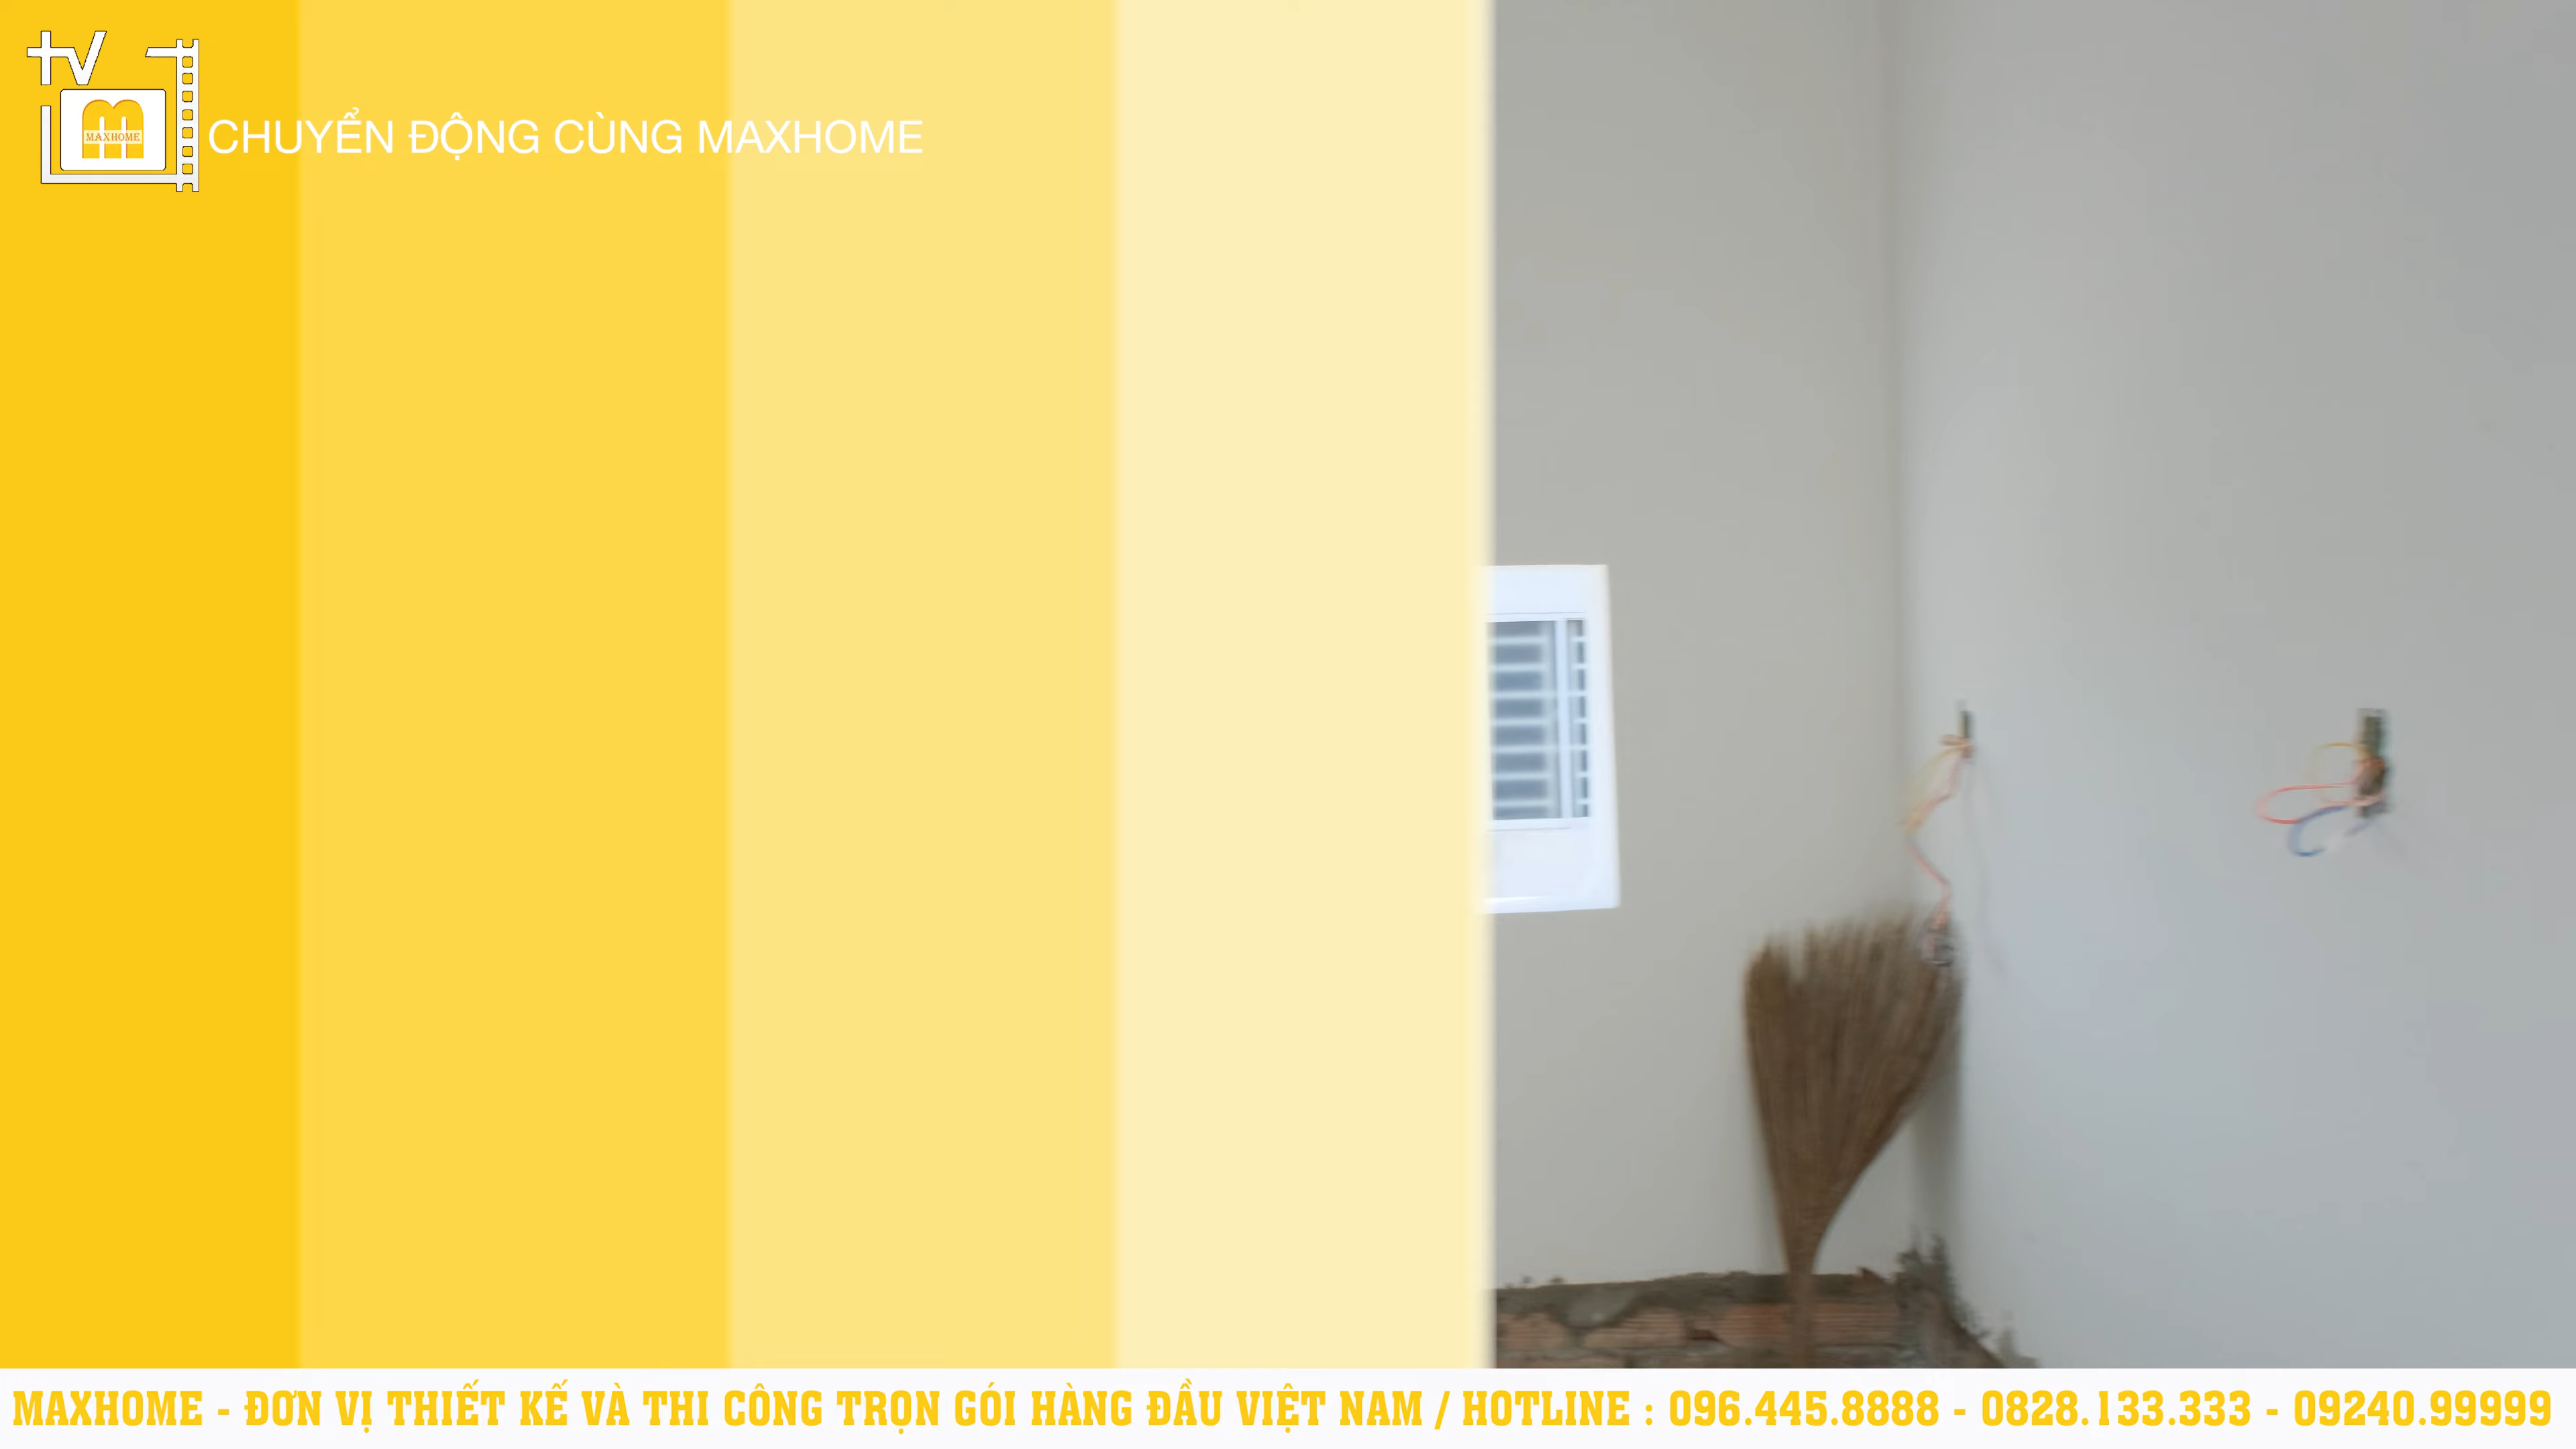 tv
MAXHOME
CHUYỂN ĐỘNG CÙNG MAXHOME
MAXHOME - ĐƠN VỊ THIẾT KẾ VÀ THI CÔNG TRỌN GÓI HÀNG ĐẦU VIỆT NAM / HOTLINE : 096.445.8888 - 0828.133.333 - 09240.99999